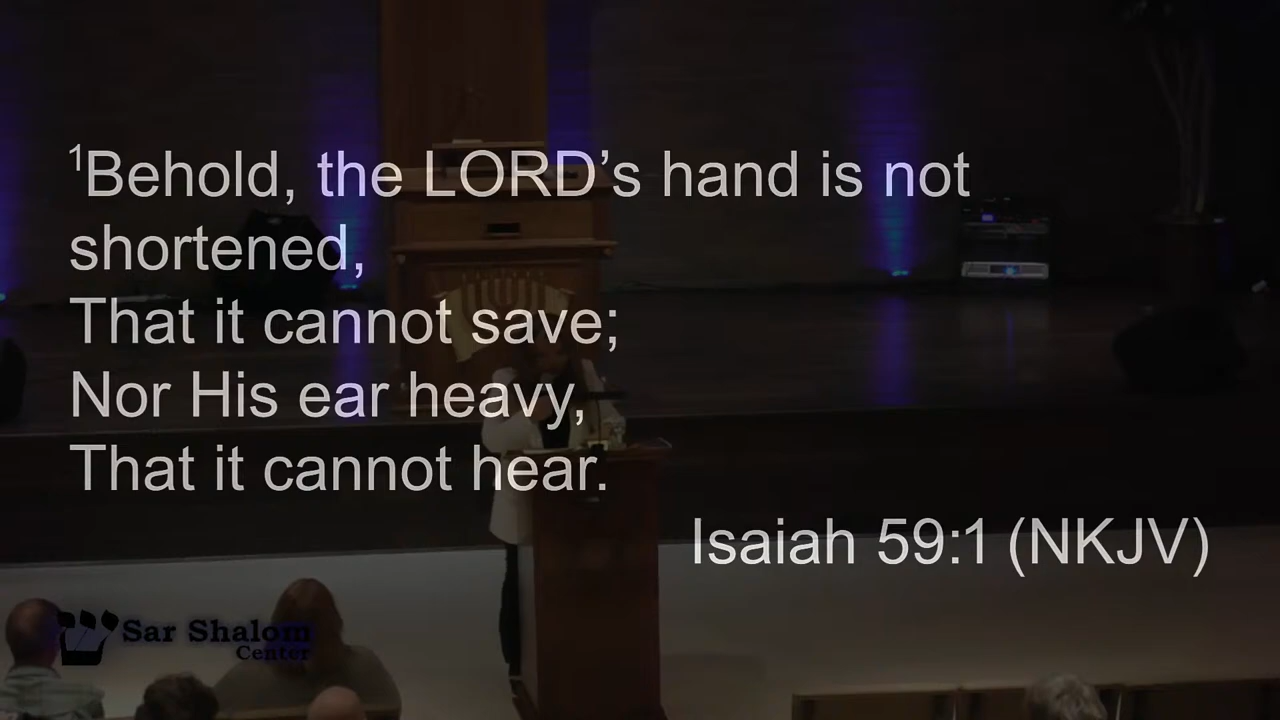 ¹Behold, the LORD’s hand is not
shortened,
That it cannot save;
Nor His ear heavy,
That it cannot hear.
Isaiah 59:1 (NKJV)
Sar Shalom
Center